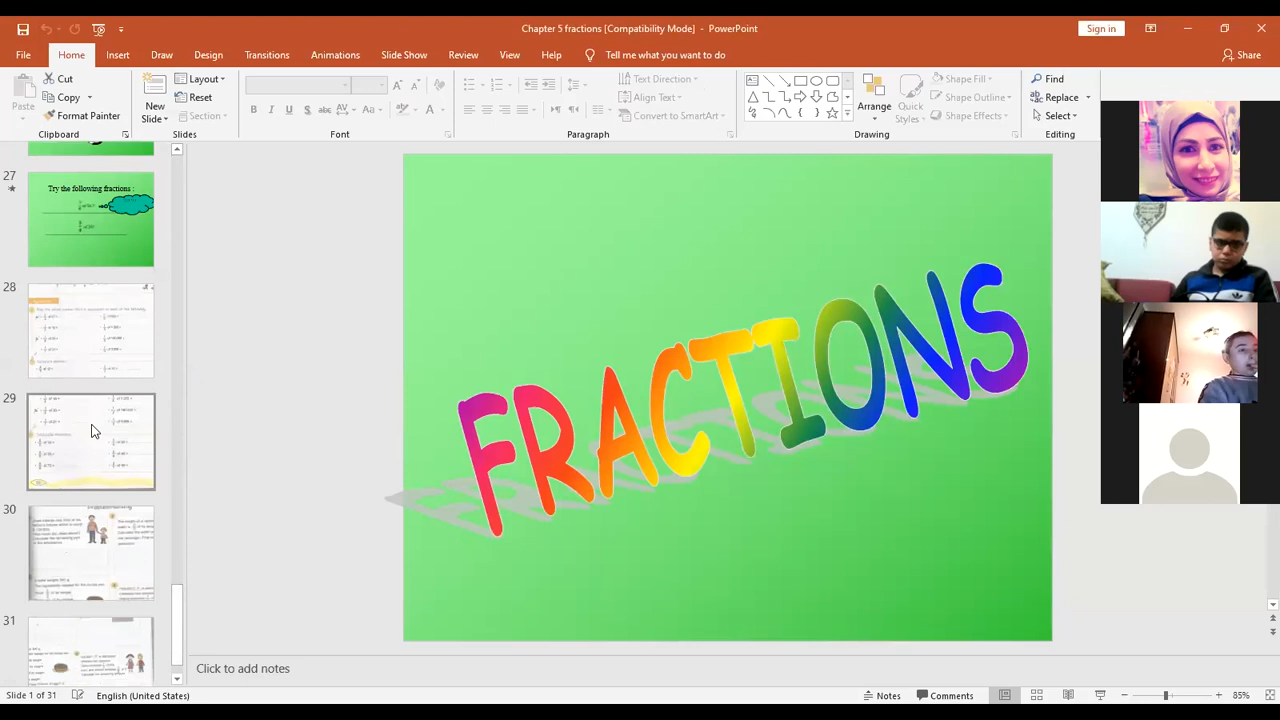 Chapter 5 fractions [Compatibility Mode] - PowerPoint
Sign in
File Home Insert Draw Design Transitions Animations Slide Show Review View Help Tell me what you want to do Share
Paste
Cut
Copy
Format Painter
Clipboard
New Slide
Layout
Reset
Section
Slides
B I U S abc AV Aa A
Font
Text Direction
Align Text
Convert to SmartArt
Paragraph
Arrange
Quick Styles
Shape Fill
Shape Outline
Shape Effects
Drawing
Find
Replace
Select
Editing
27
Try the following fractions :
28
29
30
31
FRACTIONS
Click to add notes
Slide 1 of 31 English (United States) Notes Comments 85%